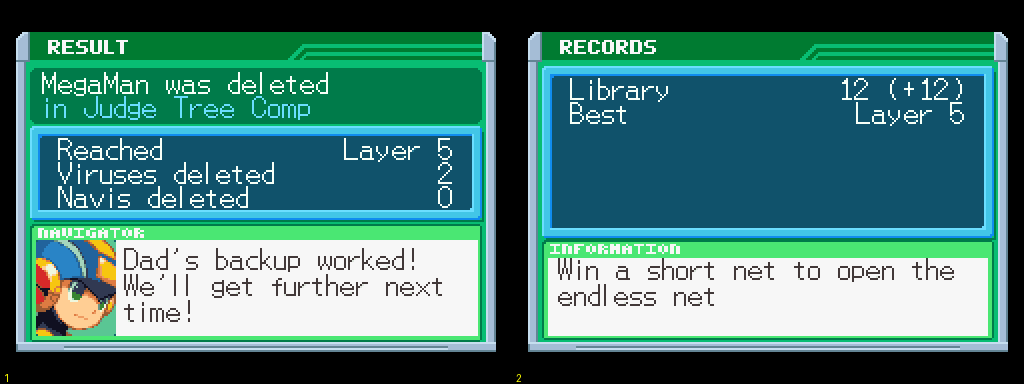 RESULT
MegaMan was deleted
in Judge Tree Comp
Reached Layer 5
Viruses deleted 2
Navis deleted 0
NAVIGATOR
Dad's backup worked!
We'll get further next
time!
1
RECORDS
Library 12 (+12)
Best Layer 5
INFORMATION
Win a short net to open the
endless net
2